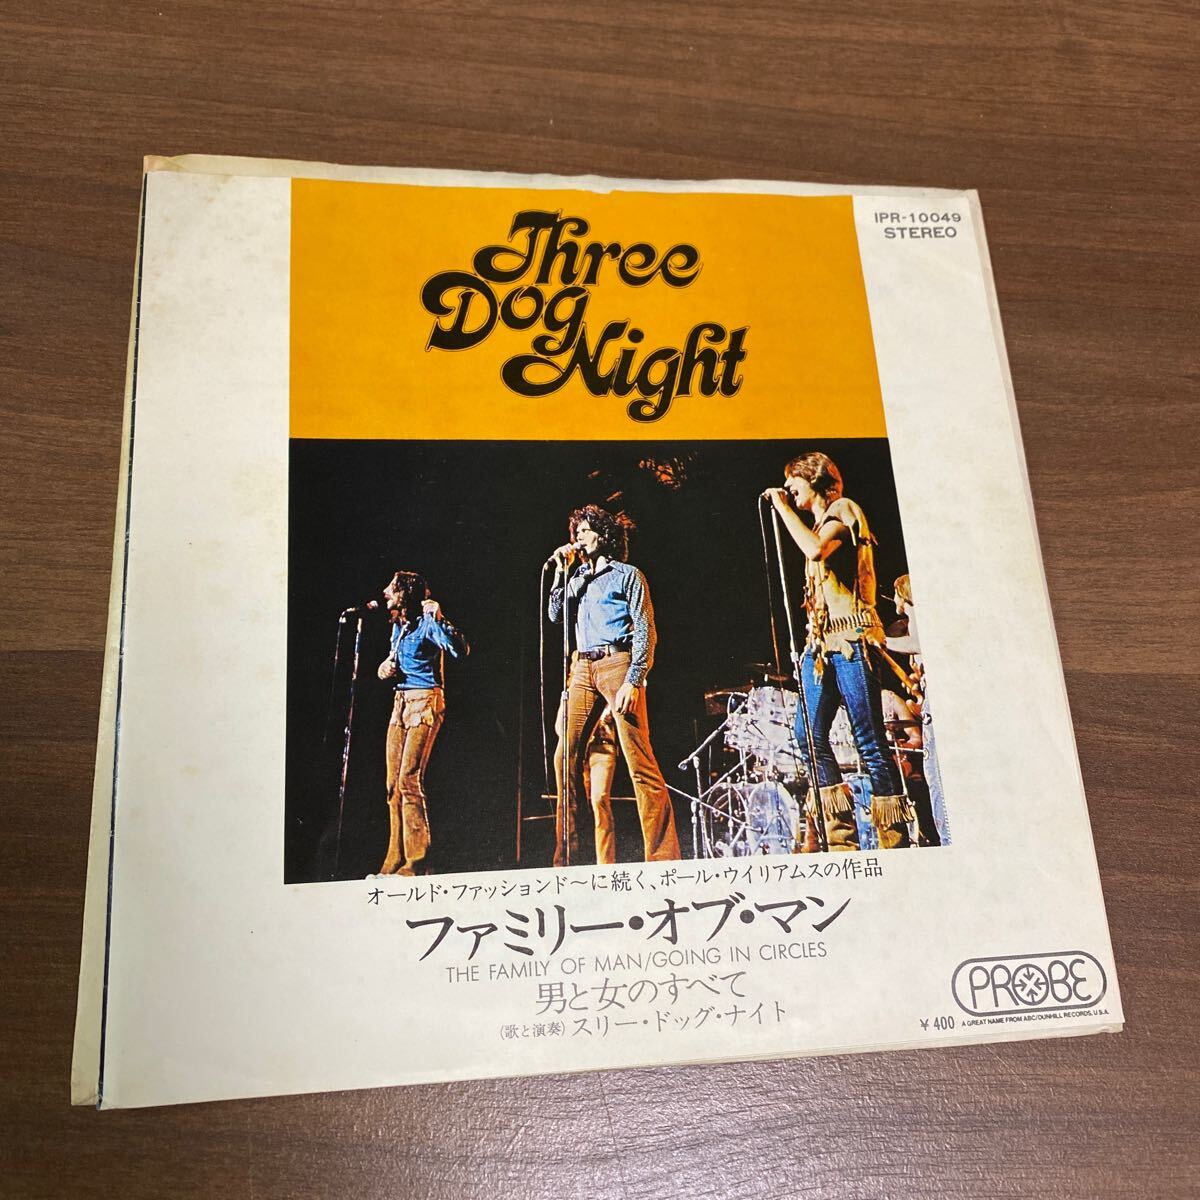 IPR-10049
STEREO
Three
Dog
Night
オールド・ファッションド〜に続く、ポール・ウイリアムスの作品
ファミリー・オブ・マン
THE FAMILY OF MAN/GOING IN CIRCLES
男と女のすべて
(歌と演奏) スリー・ドッグ・ナイト
PROBE
¥400
A GREAT NAME FROM ABC/DUNHILL RECORDS, U.S.A.